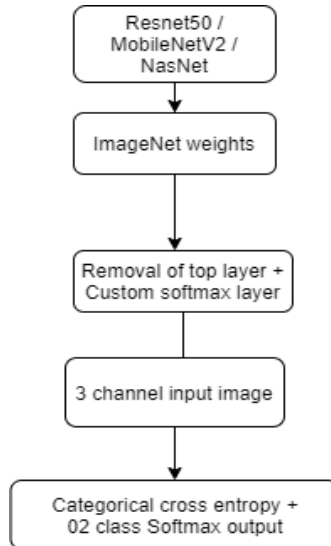 Resnet50 /
MobileNetV2 /
NasNet
ImageNet weights
Removal of top layer +
Custom softmax layer
3 channel input image
Categorical cross entropy +
02 class Softmax output